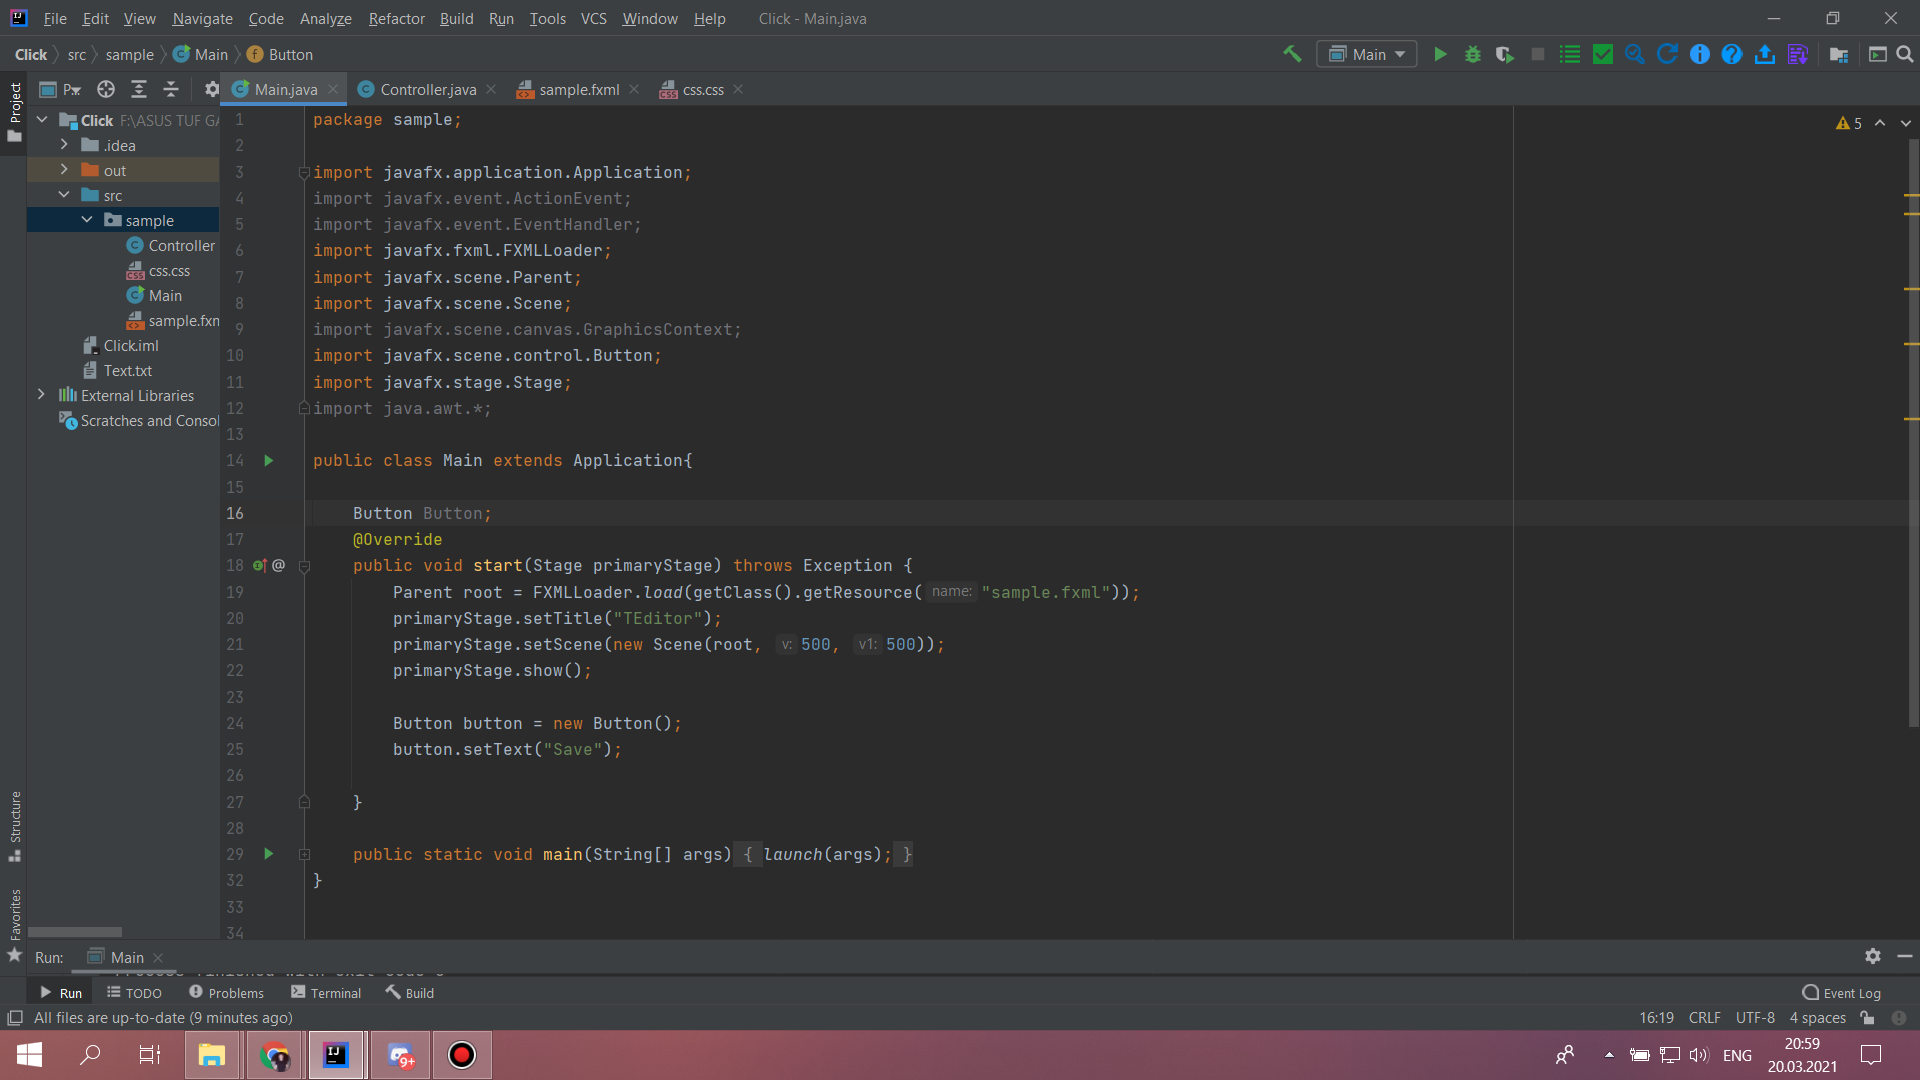 File Edit View Navigate Code Analyze Refactor Build Run Tools VCS Window Help Click - Main.java
Click src sample Main Button
Main
Project
P...
Main.java Controller.java sample.fxml css.css
Click F:\ASUS TUF GA
.idea
out
src
sample
Controller
css.css
Main
sample.fxm
Click.iml
Text.txt
External Libraries
Scratches and Consol
5
1 package sample;
2
3 import javafx.application.Application;
4 import javafx.event.ActionEvent;
5 import javafx.event.EventHandler;
6 import javafx.fxml.FXMLLoader;
7 import javafx.scene.Parent;
8 import javafx.scene.Scene;
9 import javafx.scene.canvas.GraphicsContext;
10 import javafx.scene.control.Button;
11 import javafx.stage.Stage;
12 import java.awt.*;
13
14 public class Main extends Application{
15
16 Button Button;
17 @Override
18 public void start(Stage primaryStage) throws Exception {
19 Parent root = FXMLLoader.load(getClass().getResource( name: "sample.fxml"));
20 primaryStage.setTitle("TEditor");
21 primaryStage.setScene(new Scene(root, v: 500, v1: 500));
22 primaryStage.show();
23
24 Button button = new Button();
25 button.setText("Save");
26
27 }
28
29 public static void main(String[] args) { launch(args); }
32 }
33
34
Structure
Favorites
Run: Main
Process finished with exit code 0
Run TODO Problems Terminal Build Event Log
All files are up-to-date (9 minutes ago) 16:19 CRLF UTF-8 4 spaces
9+
ENG
20:59
20.03.2021